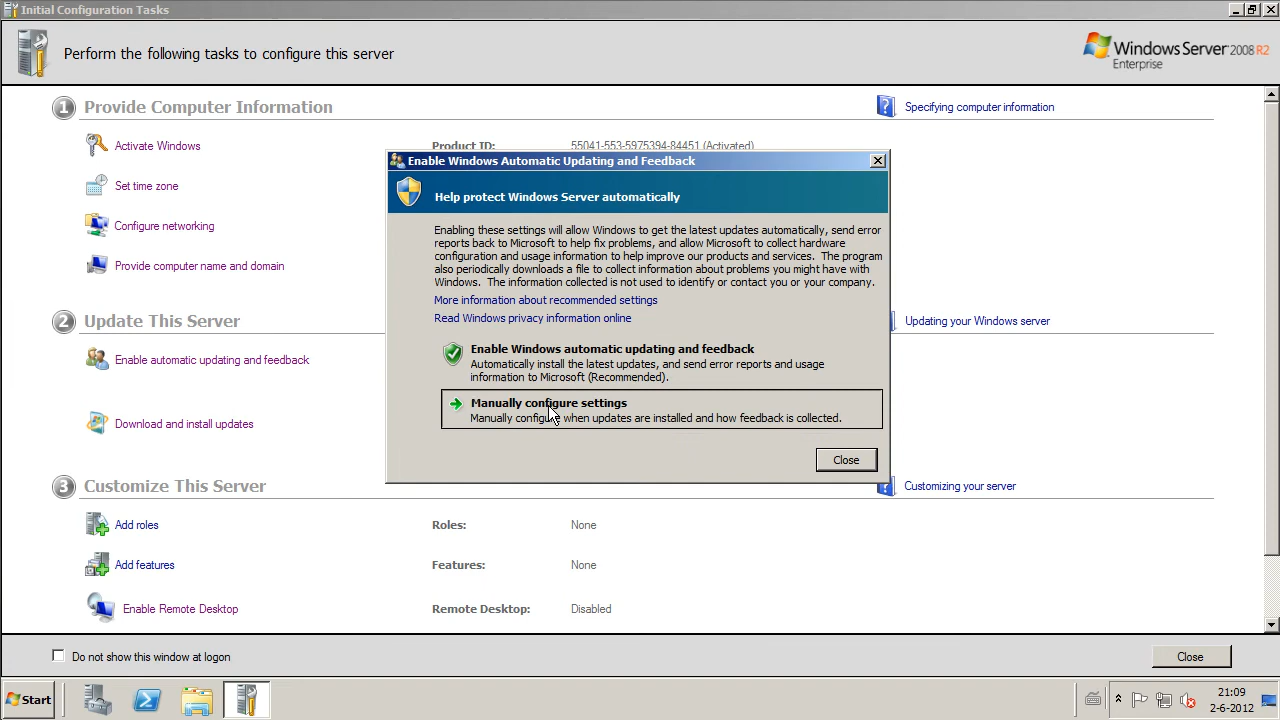 Initial Configuration Tasks
Perform the following tasks to configure this server
Windows Server 2008 R2
Enterprise
1 Provide Computer Information
Specifying computer information
Activate Windows
Product ID:
55041-553-5975394-84451 (Activated)
Set time zone
Configure networking
Provide computer name and domain
Enable Windows Automatic Updating and Feedback
Help protect Windows Server automatically
Enabling these settings will allow Windows to get the latest updates automatically, send error
reports back to Microsoft to help fix problems, and allow Microsoft to collect hardware
configuration and usage information to help improve our products and services. The program
also periodically downloads a file to collect information about problems you might have with
Windows. The information collected is not used to identify or contact you or your company.
More information about recommended settings
Read Windows privacy information online
Enable Windows automatic updating and feedback
Automatically install the latest updates, and send error reports and usage
information to Microsoft (Recommended).
Manually configure settings
Manually configure when updates are installed and how feedback is collected.
Close
2 Update This Server
Updating your Windows server
Enable automatic updating and feedback
Download and install updates
3 Customize This Server
Customizing your server
Add roles
Roles:
None
Add features
Features:
None
Enable Remote Desktop
Remote Desktop:
Disabled
Do not show this window at logon
Close
Start
21:09
2-6-2012